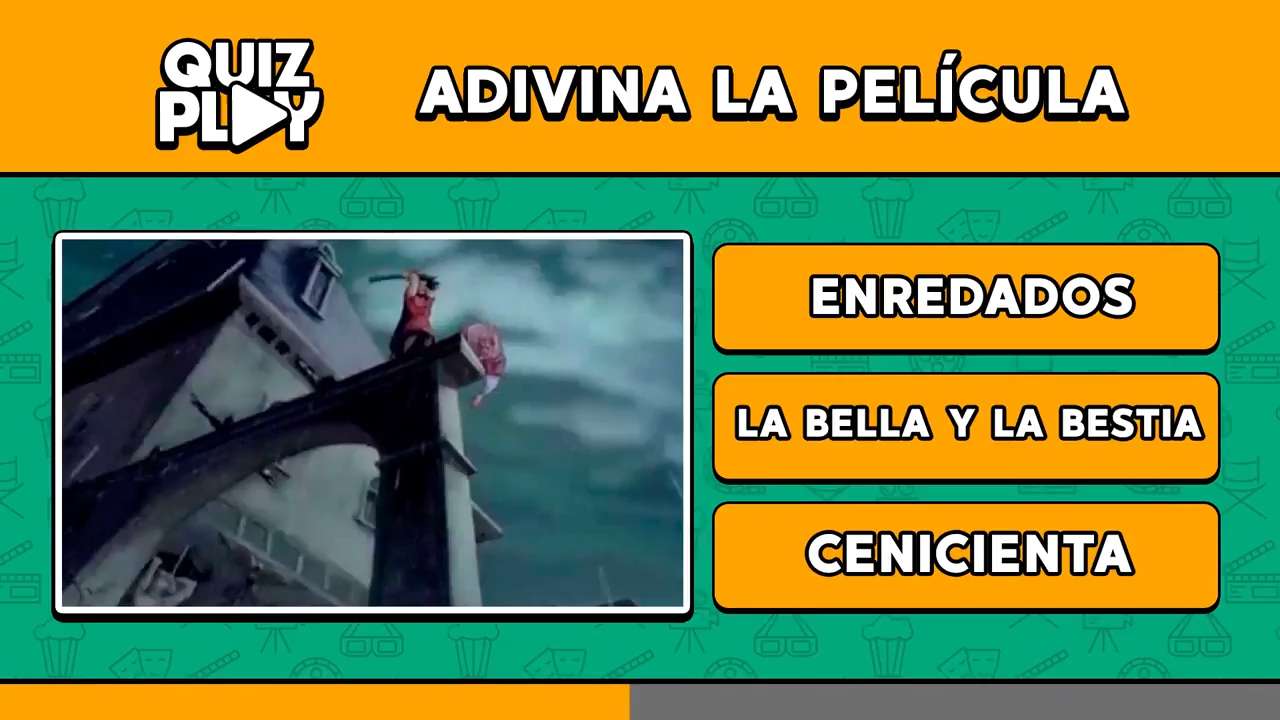 QUIZ
PLAY
ADIVINA LA PELÍCULA
ENREDADOS
LA BELLA Y LA BESTIA
CENICIENTA